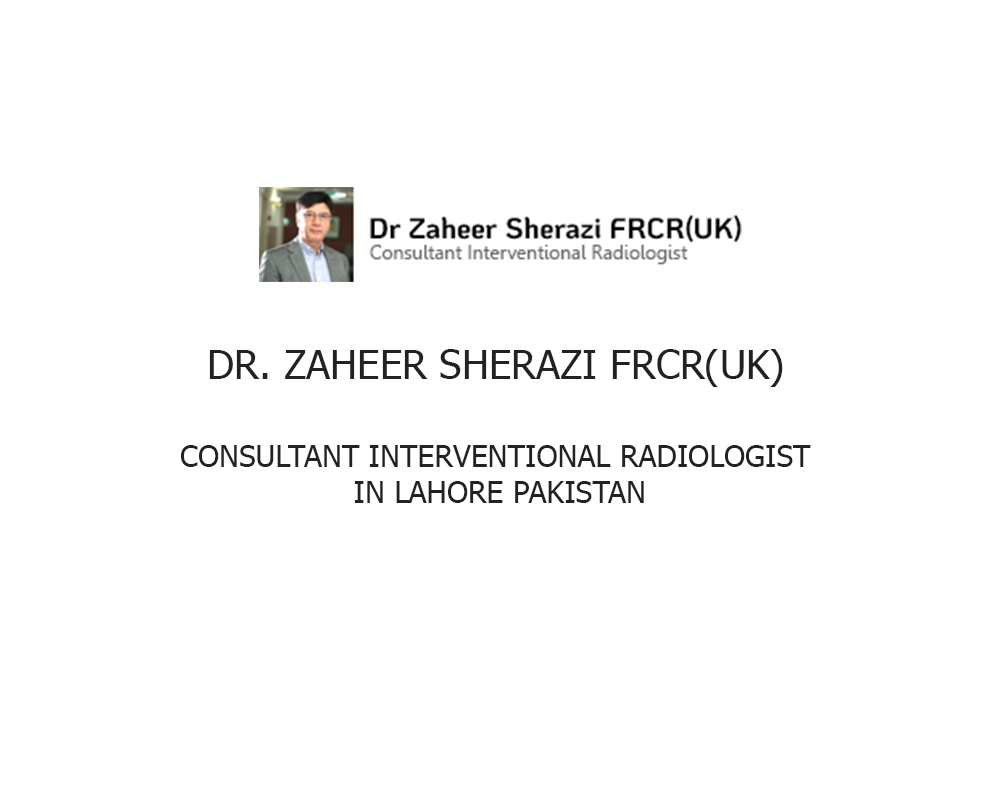 Dr Zaheer Sherazi FRCR(UK)
Consultant Interventional Radiologist
DR. ZAHEER SHERAZI FRCR(UK)
CONSULTANT INTERVENTIONAL RADIOLOGIST
IN LAHORE PAKISTAN